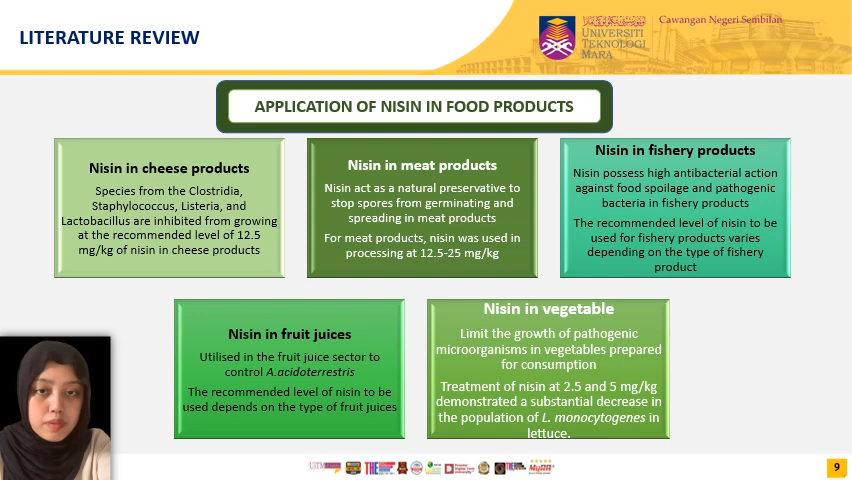 LITERATURE REVIEW
UNIVERSITI
TEKNOLOGI
MARA
Cawangan Negeri Sembilan
APPLICATION OF NISIN IN FOOD PRODUCTS
Nisin in cheese products
Species from the Clostridia,
Staphylococcus, Listeria, and
Lactobacillus are inhibited from growing
at the recommended level of 12.5
mg/kg of nisin in cheese products
Nisin in meat products
Nisin act as a natural preservative to
stop spores from germinating and
spreading in meat products
For meat products, nisin was used in
processing at 12.5-25 mg/kg
Nisin in fishery products
Nisin possess high antibacterial action
against food spoilage and pathogenic
bacteria in fishery products
The recommended level of nisin to be
used for fishery products varies
depending on the type of fishery
product
Nisin in fruit juices
Utilised in the fruit juice sector to
control A.acidoterrestris
The recommended level of nisin to be
used depends on the type of fruit juices
Nisin in vegetable
Limit the growth of pathogenic
microorganisms in vegetables prepared
for consumption
Treatment of nisin at 2.5 and 5 mg/kg
demonstrated a substantial decrease in
the population of L. monocytogenes in
lettuce.
9